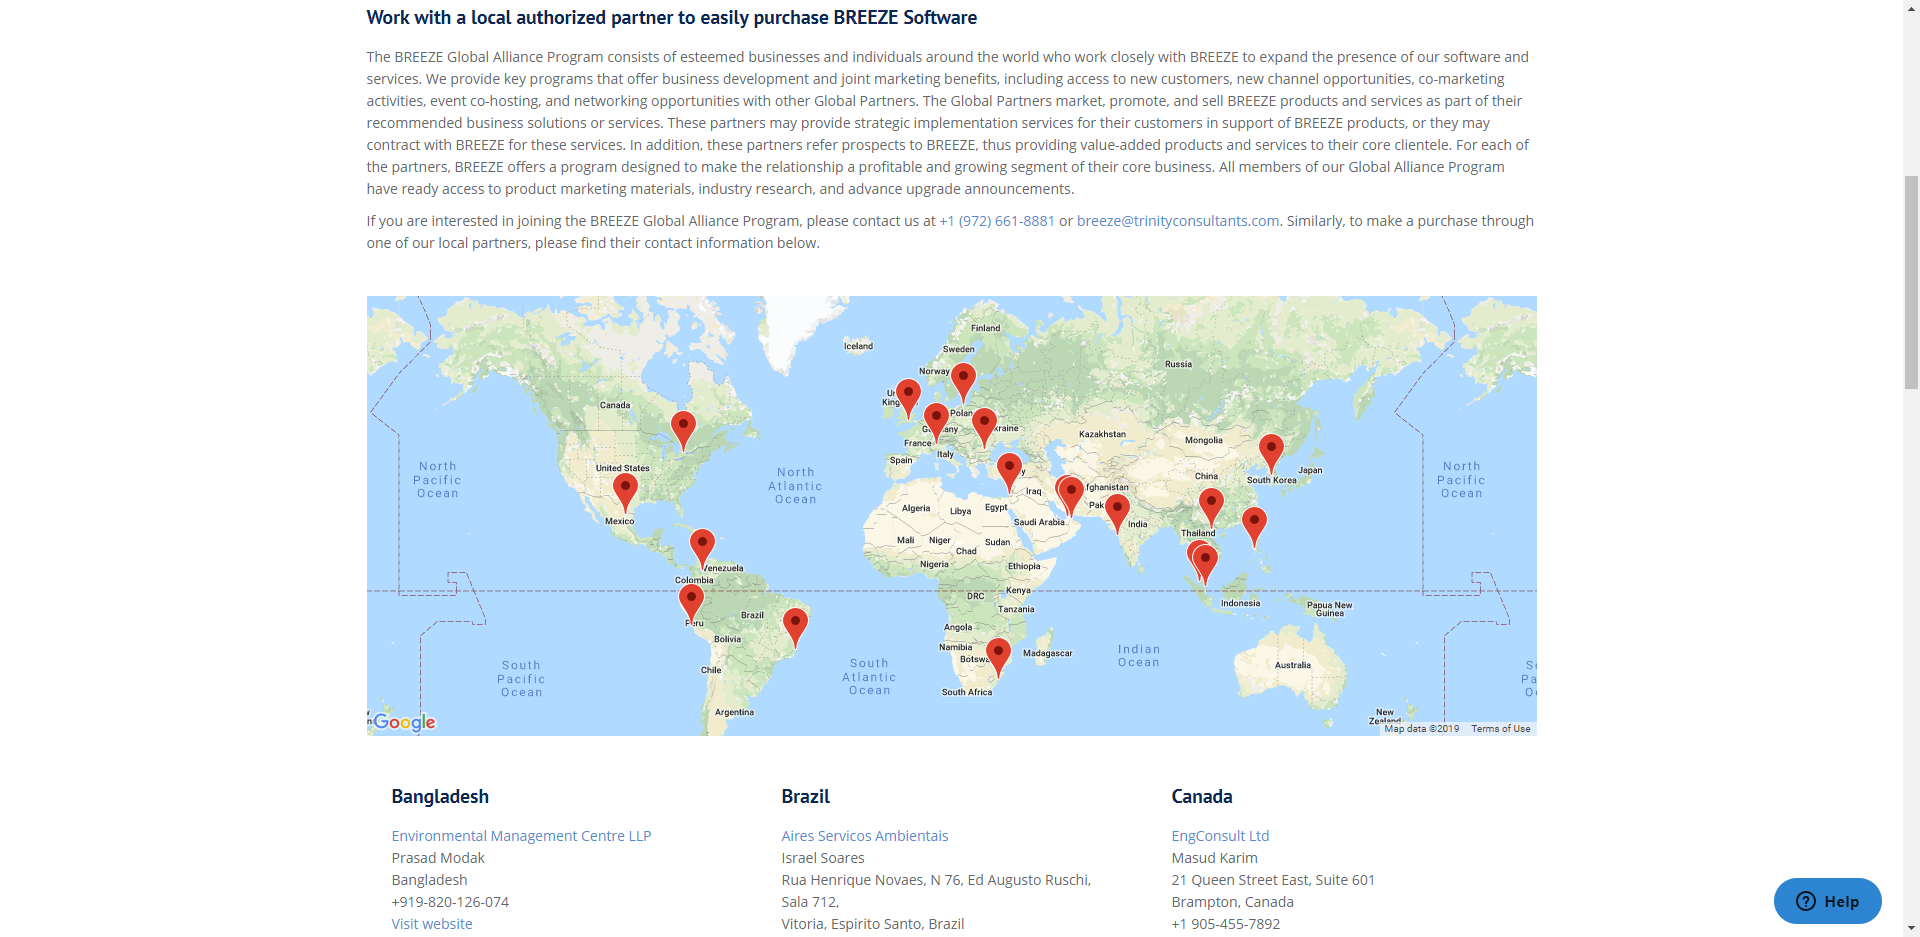 Work with a local authorized partner to easily purchase BREEZE Software
The BREEZE Global Alliance Program consists of esteemed businesses and individuals around the world who work closely with BREEZE to expand the presence of our software and
services. We provide key programs that offer business development and joint marketing benefits, including access to new customers, new channel opportunities, co-marketing
activities, event co-hosting, and networking opportunities with other Global Partners. The Global Partners market, promote, and sell BREEZE products and services as part of their
recommended business solutions or services. These partners may provide strategic implementation services for their customers in support of BREEZE products, or they may
contract with BREEZE for these services. In addition, these partners refer prospects to BREEZE, thus providing value-added products and services to their core clientele. For each of
the partners, BREEZE offers a program designed to make the relationship a profitable and growing segment of their core business. All members of our Global Alliance Program
have ready access to product marketing materials, industry research, and advance upgrade announcements.
If you are interested in joining the BREEZE Global Alliance Program, please contact us at +1 (972) 661-8881 or breeze@trinityconsultants.com. Similarly, to make a purchase through
one of our local partners, please find their contact information below.
Finland
Iceland
Sweden
Russia
Norway
Canada
Kazakhstan
Mongolia
France
Italy
Spain
United States
North
Pacific
Ocean
North
Atlantic
Ocean
North
Pacific
Ocean
Japan
China
South Korea
Iraq
Algeria
Libya
Egypt
Mexico
Saudi Arabia
India
Thailand
Mali
Niger
Chad
Sudan
Nigeria
Ethiopia
Venezuela
Colombia
Kenya
DRC
Indonesia
Papua New
Guinea
Tanzania
Brazil
Peru
Angola
Bolivia
Namibia
Madagascar
Indian
Ocean
Australia
Chile
South
Pacific
Ocean
South
Atlantic
Ocean
South Africa
Argentina
New
Zealand
Google
Map data ©2019 Terms of Use
Bangladesh
Environmental Management Centre LLP
Prasad Modak
Bangladesh
+919-820-126-074
Visit website
Brazil
Aires Servicos Ambientais
Israel Soares
Rua Henrique Novaes, N 76, Ed Augusto Ruschi,
Sala 712,
Vitoria, Espirito Santo, Brazil
Canada
EngConsult Ltd
Masud Karim
21 Queen Street East, Suite 601
Brampton, Canada
+1 905-455-7892
Help